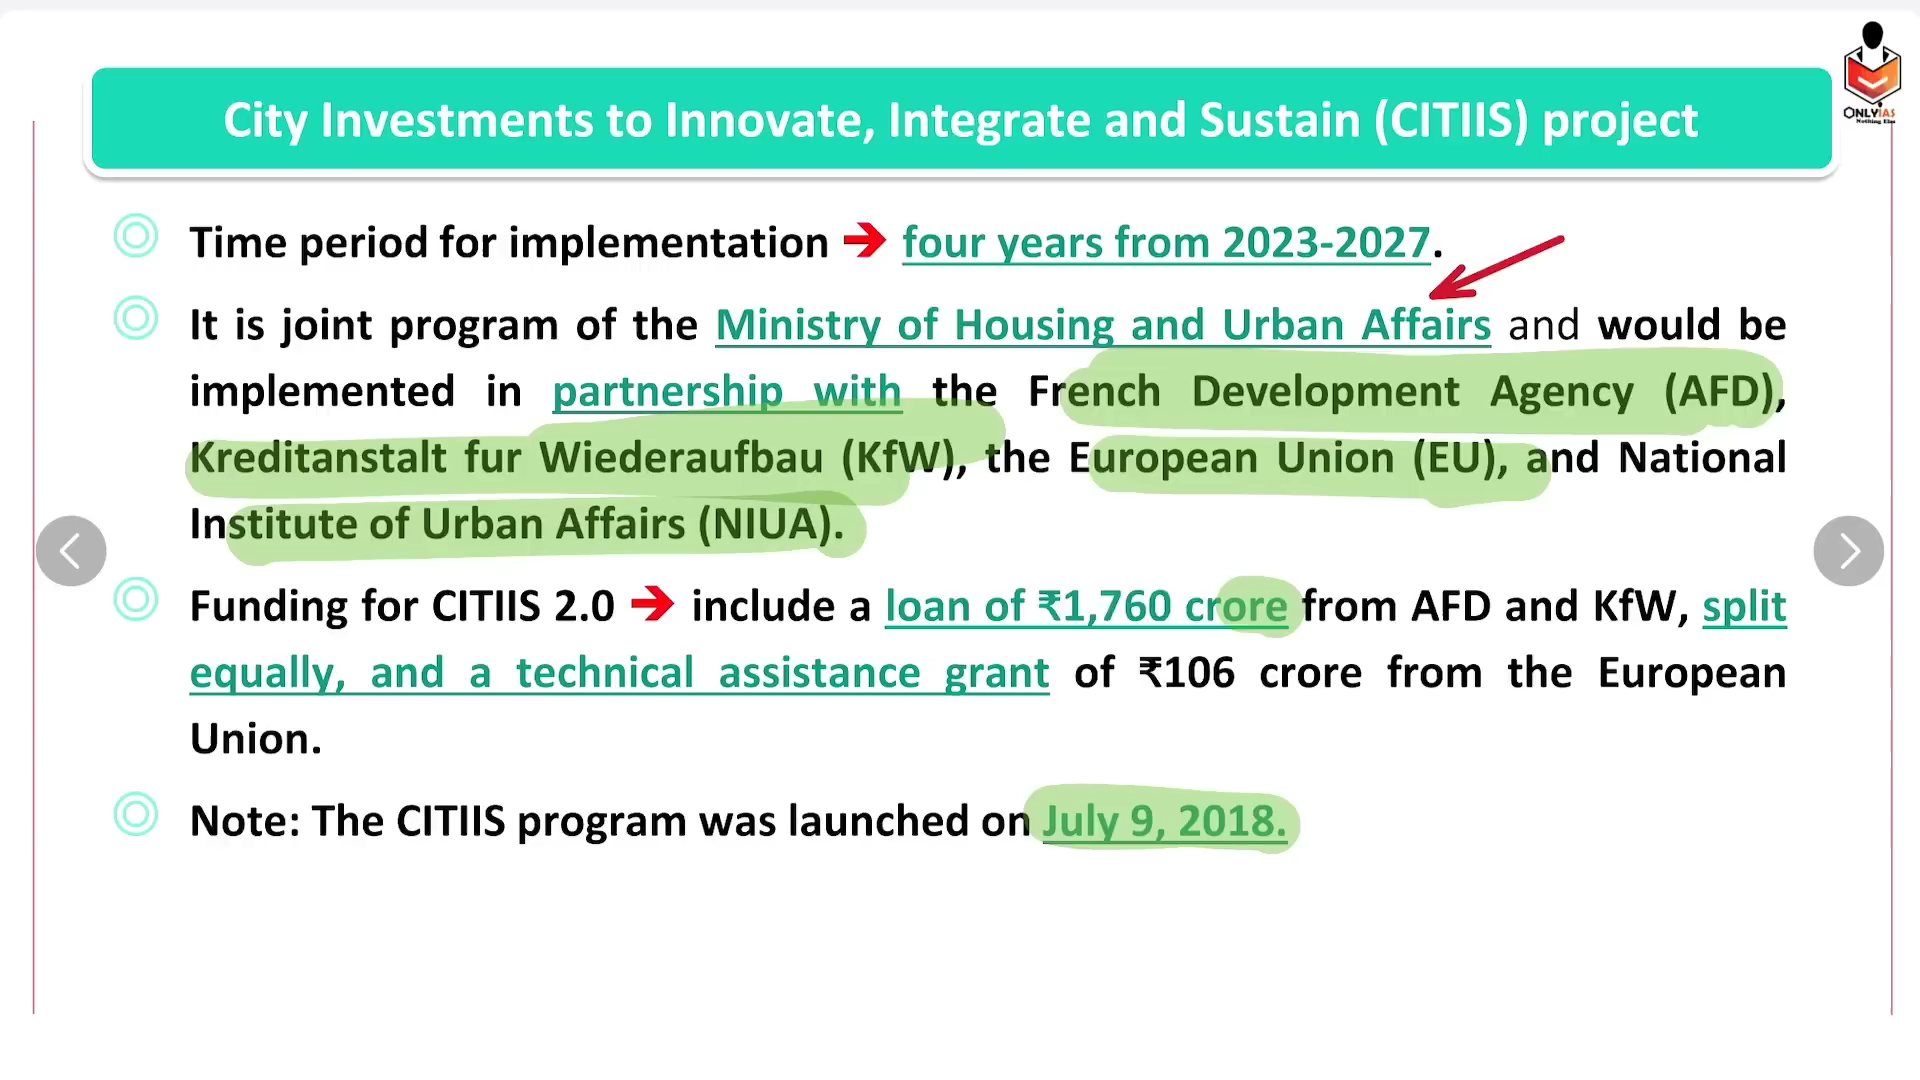 ONLYIAS
Nothing Else
City Investments to Innovate, Integrate and Sustain (CITIIS) project
Time period for implementation ➔ four years from 2023-2027.
It is joint program of the Ministry of Housing and Urban Affairs and would be
implemented in partnership with the French Development Agency (AFD),
Kreditanstalt fur Wiederaufbau (KfW), the European Union (EU), and National
Institute of Urban Affairs (NIUA).
Funding for CITIIS 2.0 ➔ include a loan of ₹1,760 crore from AFD and KfW, split
equally, and a technical assistance grant of ₹106 crore from the European
Union.
Note: The CITIIS program was launched on July 9, 2018.